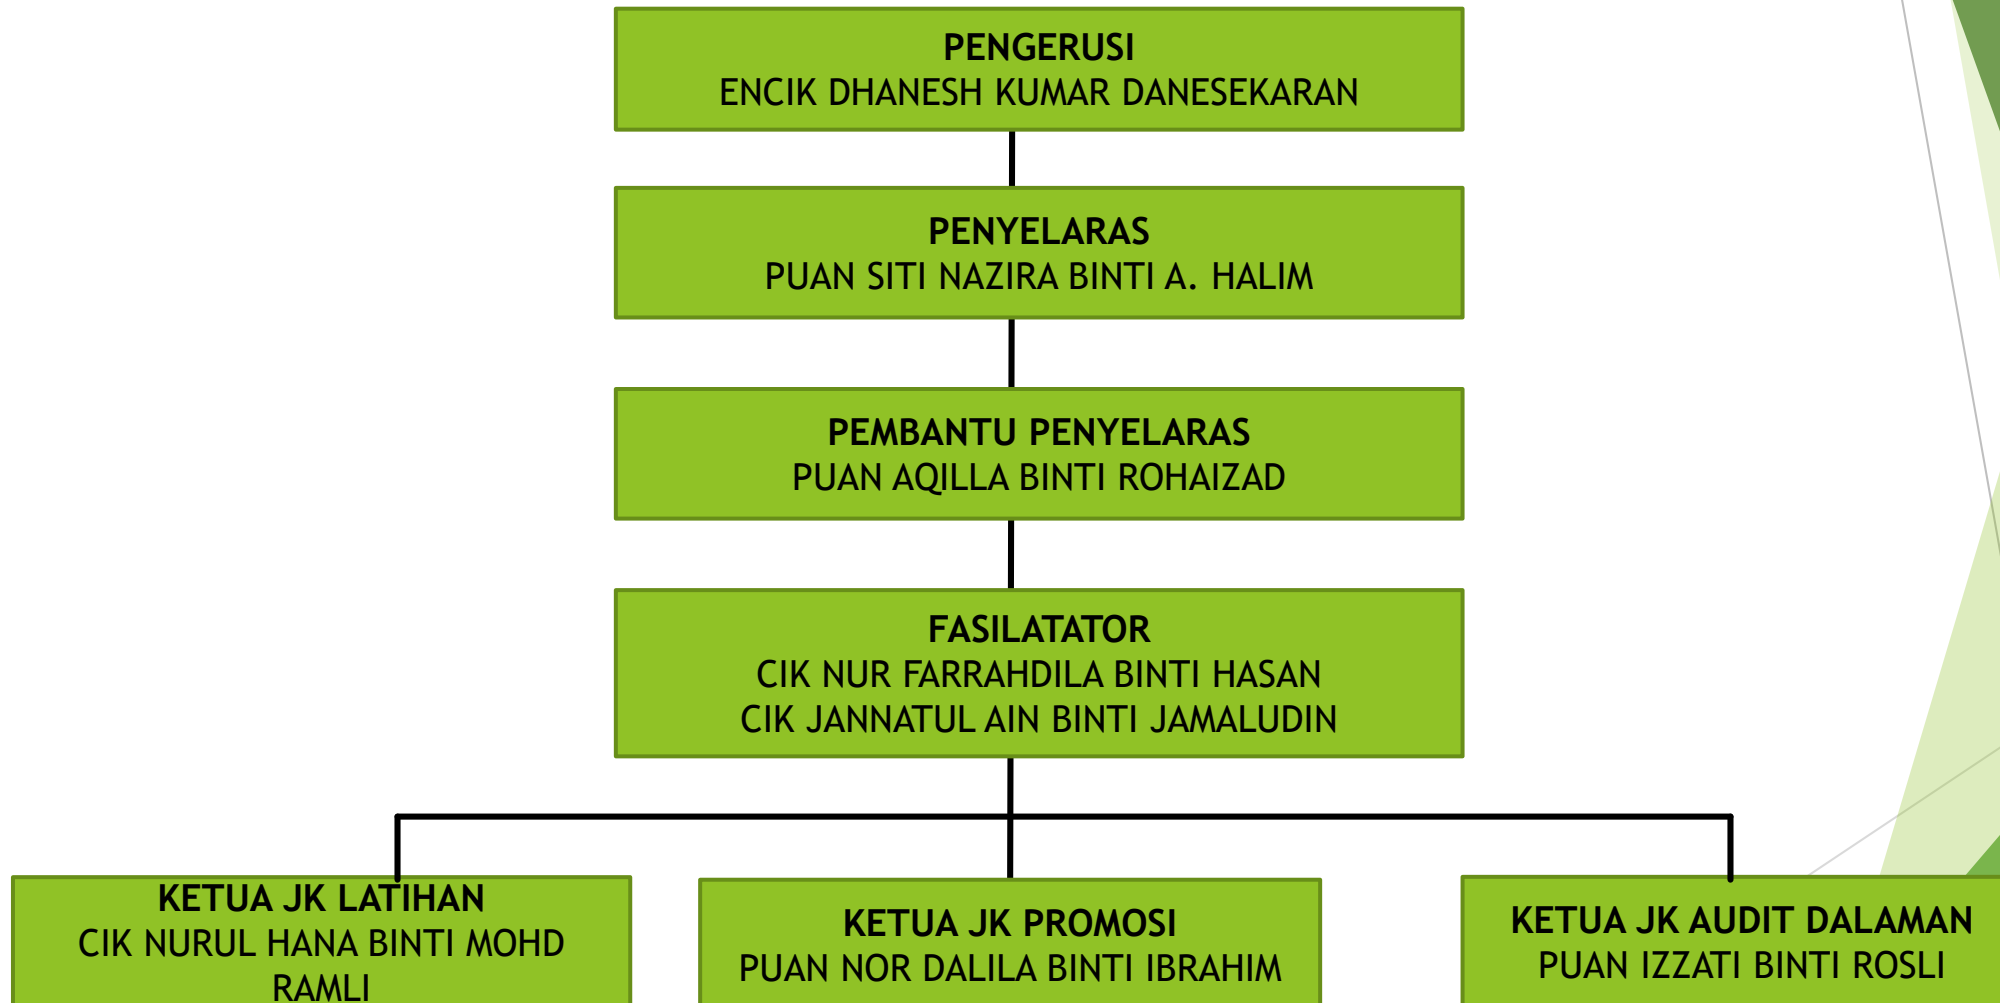 PENGERUSI
ENCIK DHANESH KUMAR DANESEKARAN
PENYELARAS
PUAN SITI NAZIRA BINTI A. HALIM
PEMBANTU PENYELARAS
PUAN AQILLA BINTI ROHAIZAD
FASILATATOR
CIK NUR FARRAHDILA BINTI HASAN
CIK JANNATUL AIN BINTI JAMALUDIN
KETUA JK LATIHAN
CIK NURUL HANA BINTI MOHD
RAMLI
KETUA JK PROMOSI
PUAN NOR DALILA BINTI IBRAHIM
KETUA JK AUDIT DALAMAN
PUAN IZZATI BINTI ROSLI